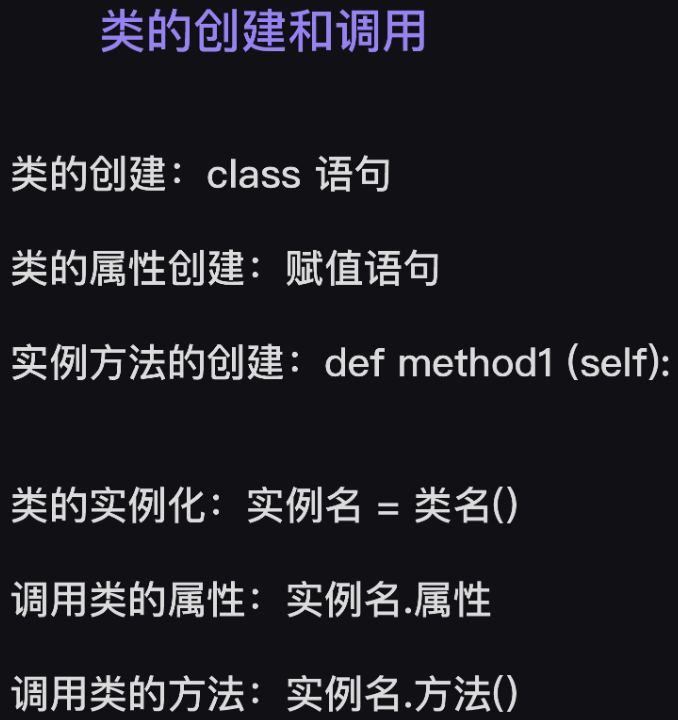 类的创建和调用
类的创建：class 语句
类的属性创建：赋值语句
实例方法的创建：def method1 (self):
类的实例化：实例名 = 类名()
调用类的属性：实例名.属性
调用类的方法：实例名.方法()